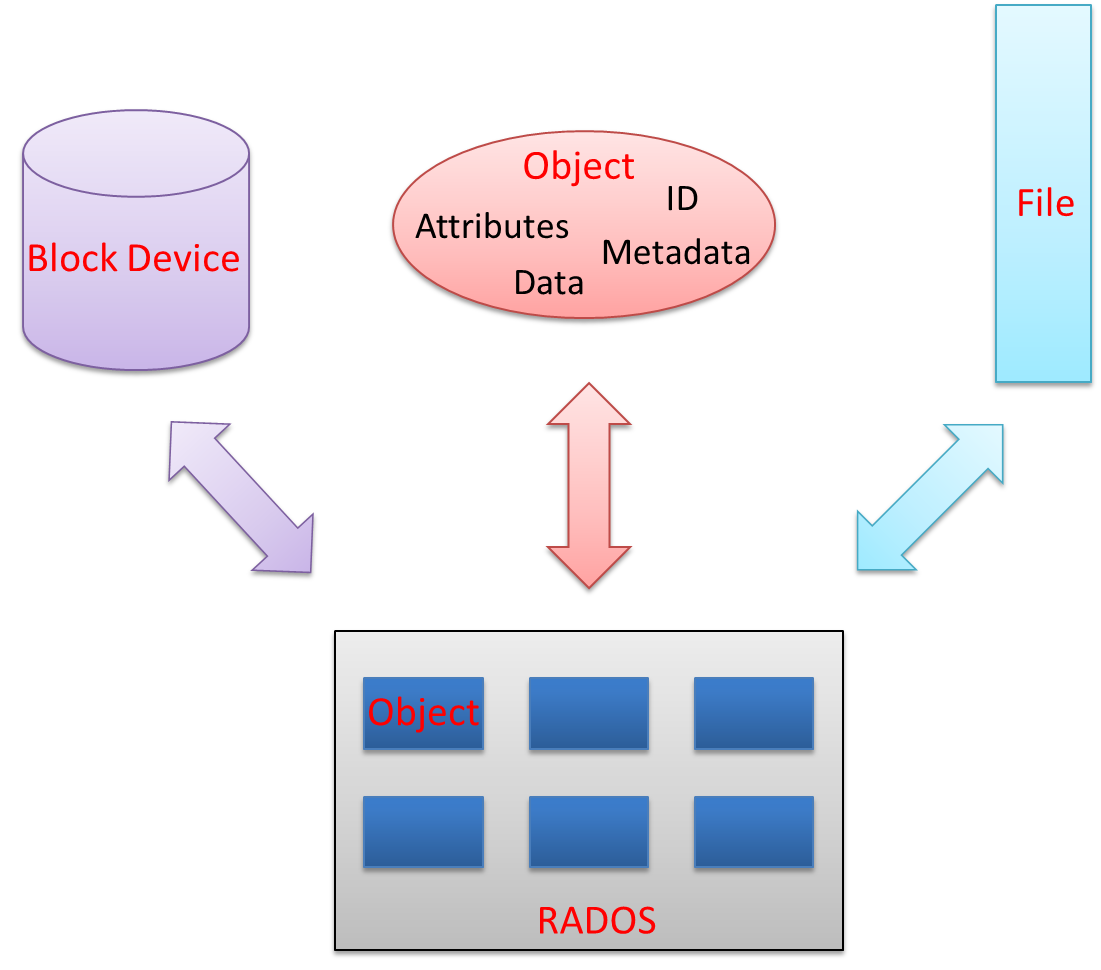 Block Device
Object
ID
Attributes
Metadata
Data
File
Object
RADOS